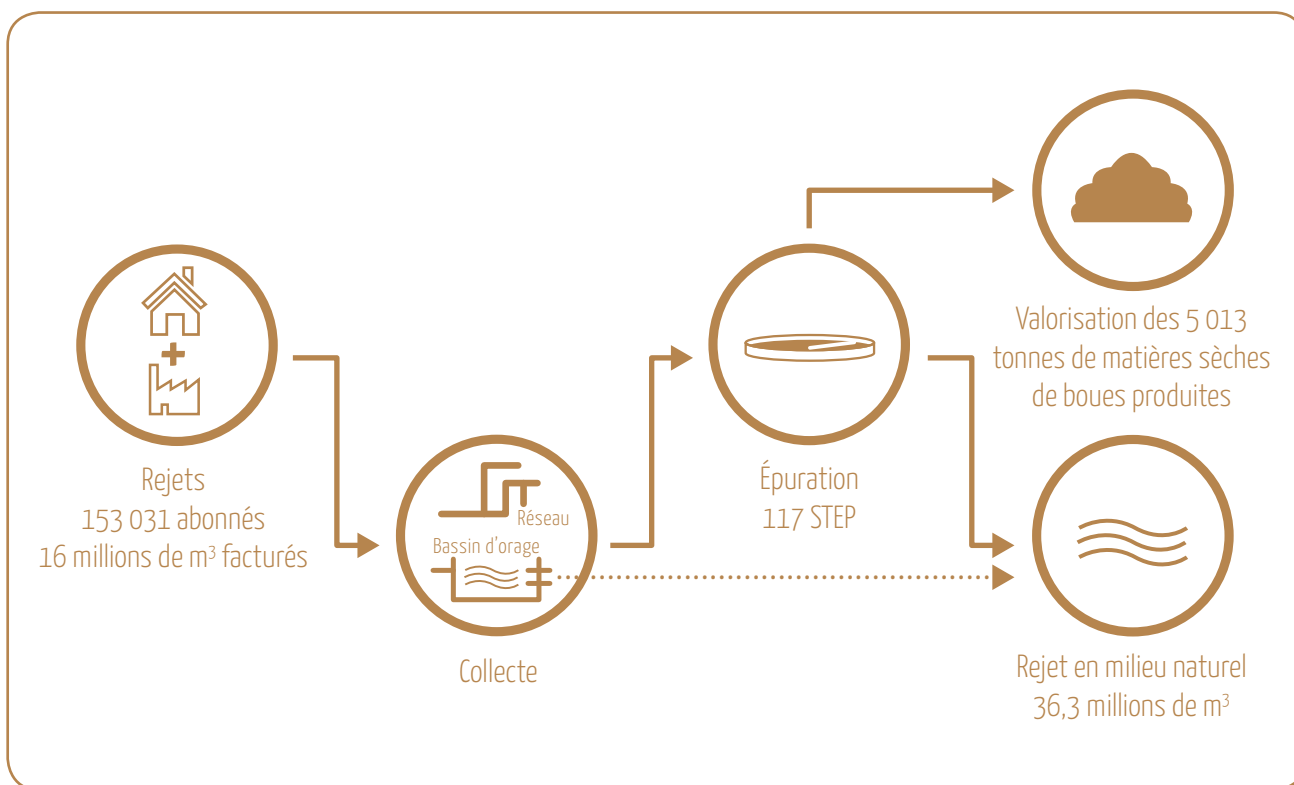 Rejets
153 031 abonnés
16 millions de m³ facturés
Réseau
Bassin d'orage
Collecte
Épuration
117 STEP
Valorisation des 5 013
tonnes de matières sèches
de boues produites
Rejet en milieu naturel
36,3 millions de m³